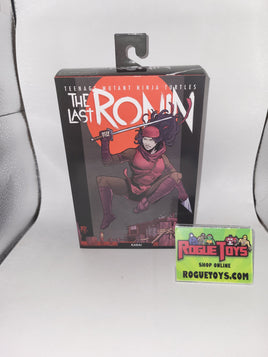 TEENAGE MUTANT NINJA TURTLES
THE LAST RONIN
ROGUE TOYS
SHOP ONLINE
ROGUETOYS.COM